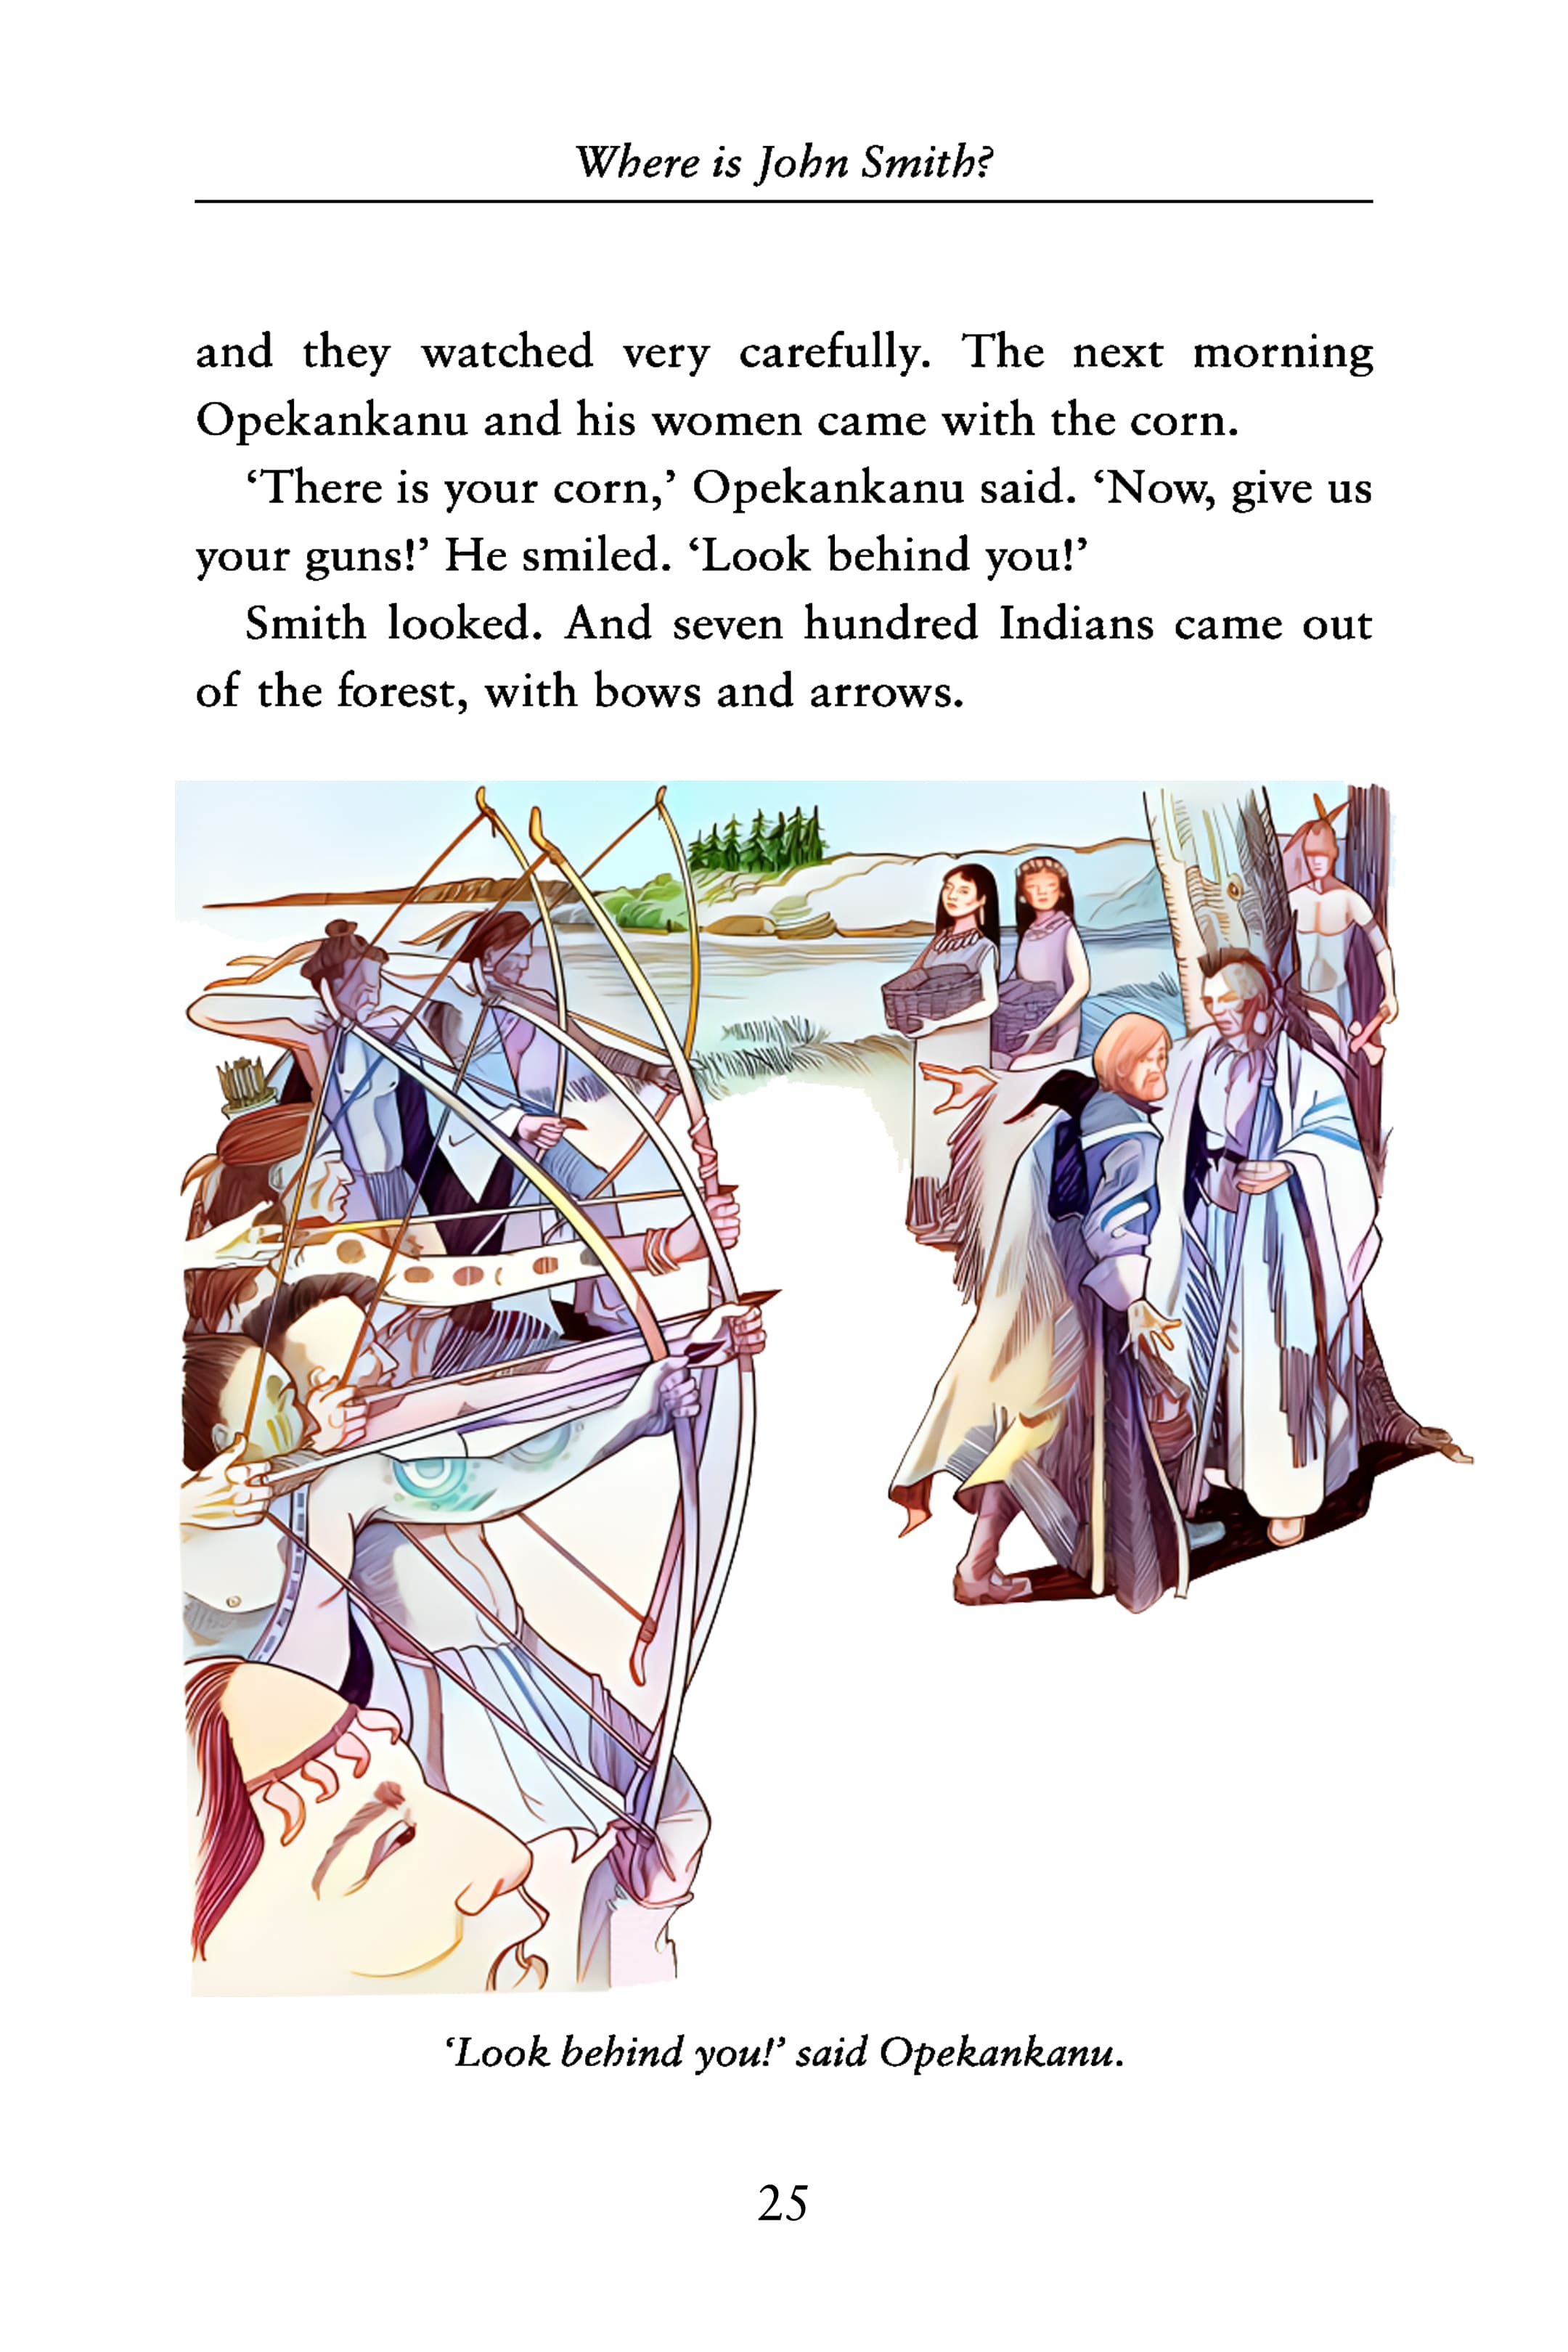 Where is John Smith?
and they watched very carefully. The next morning
Opekankanu and his women came with the corn.
‘There is your corn,’ Opekankanu said. ‘Now, give us
your guns!’ He smiled. ‘Look behind you!’
Smith looked. And seven hundred Indians came out
of the forest, with bows and arrows.
‘Look behind you!’ said Opekankanu.
25